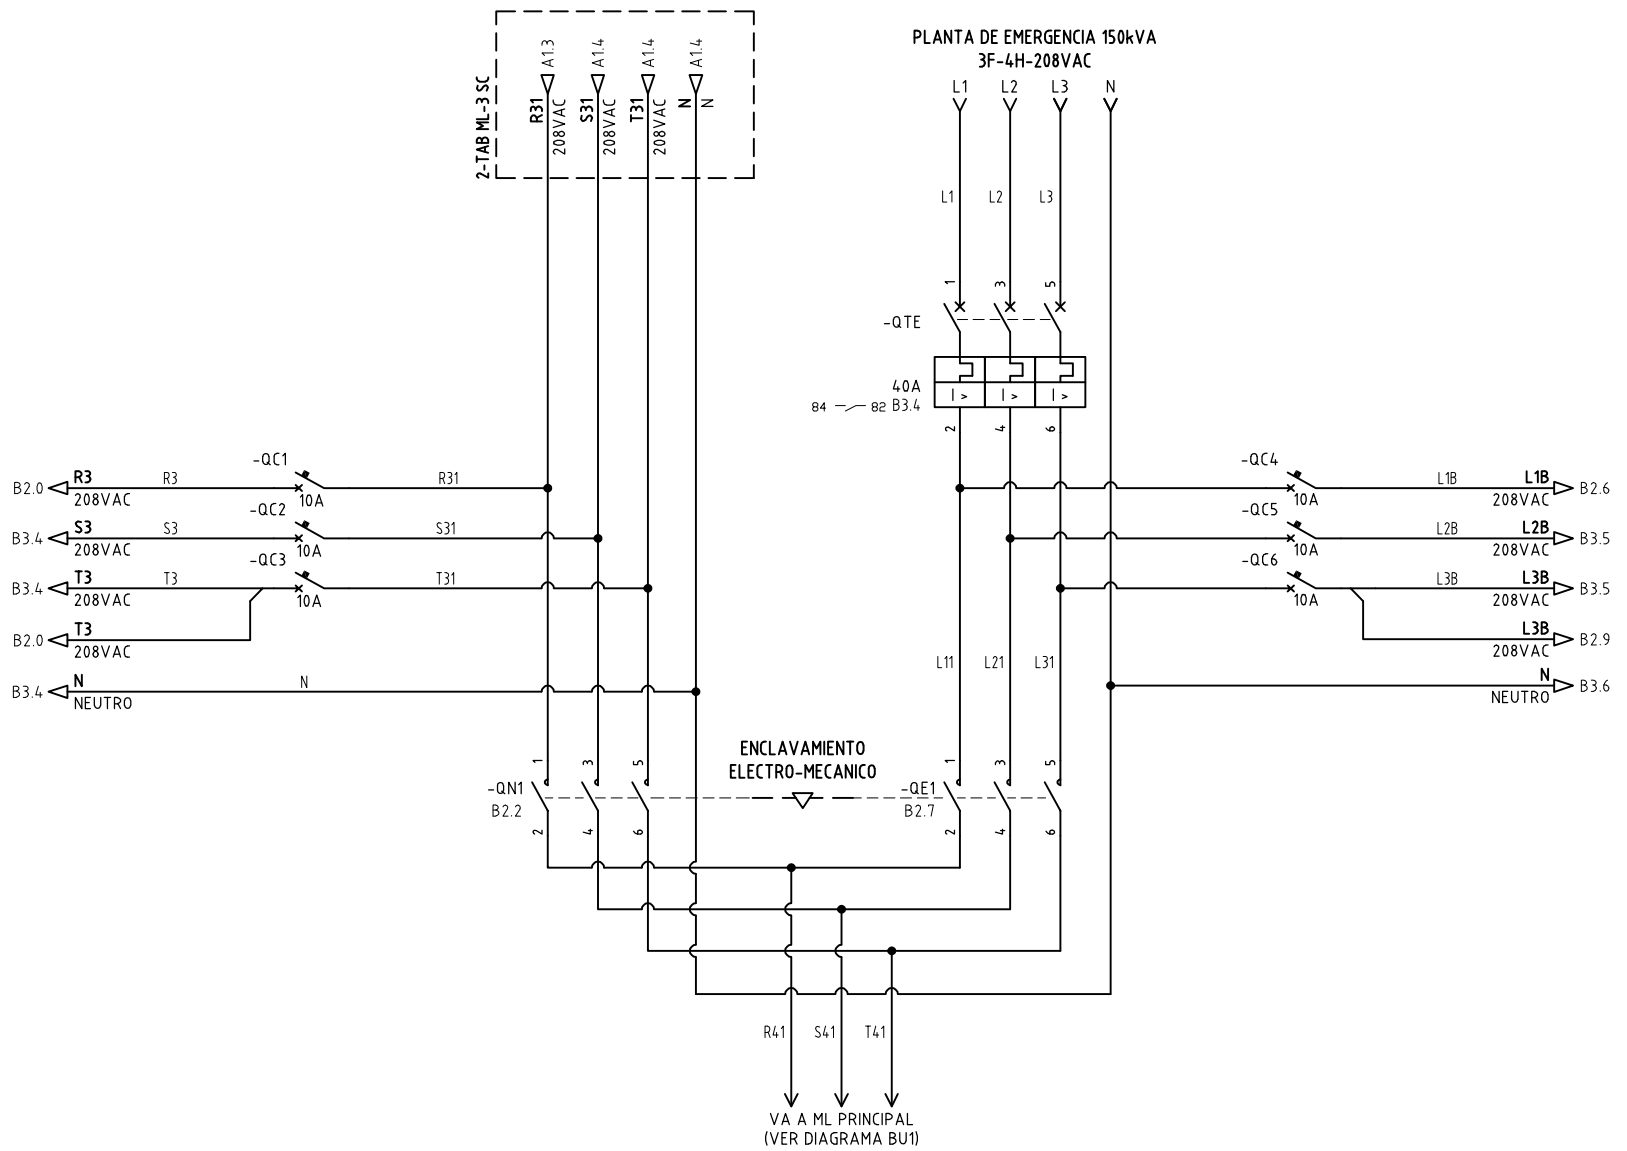 2-TAB ML-3 SC
A1.3
A1.4
A1.4
A1.4
R31
208VAC
S31
208VAC
T31
208VAC
N
N
PLANTA DE EMERGENCIA 150kVA
3F-4H-208VAC
L1 L2 L3 N
L1 L2 L3
1 3 5
-QTE
40A
84 82 B3.4
I > I > I >
2 4 6
-QC1
B2.0 R3 R3 R31
208VAC 10A
-QC2
B3.4 S3 S3 S31
208VAC 10A
-QC3
B3.4 T3 T3 T31
208VAC 10A
B2.0 T3
208VAC
B3.4 N N
NEUTRO
-QC4
L1B L1B B2.6
10A 208VAC
-QC5
L2B L2B B3.5
10A 208VAC
-QC6
L3B L3B B3.5
10A 208VAC
L3B B2.9
208VAC
N B3.6
NEUTRO
L11 L21 L31
ENCLAVAMIENTO
ELECTRO-MECANICO
1 3 5
-QN1
B2.2
2 4 6
1 3 5
-QE1
B2.7
2 4 6
R41 S41 T41
VA A ML PRINCIPAL
(VER DIAGRAMA BU1)